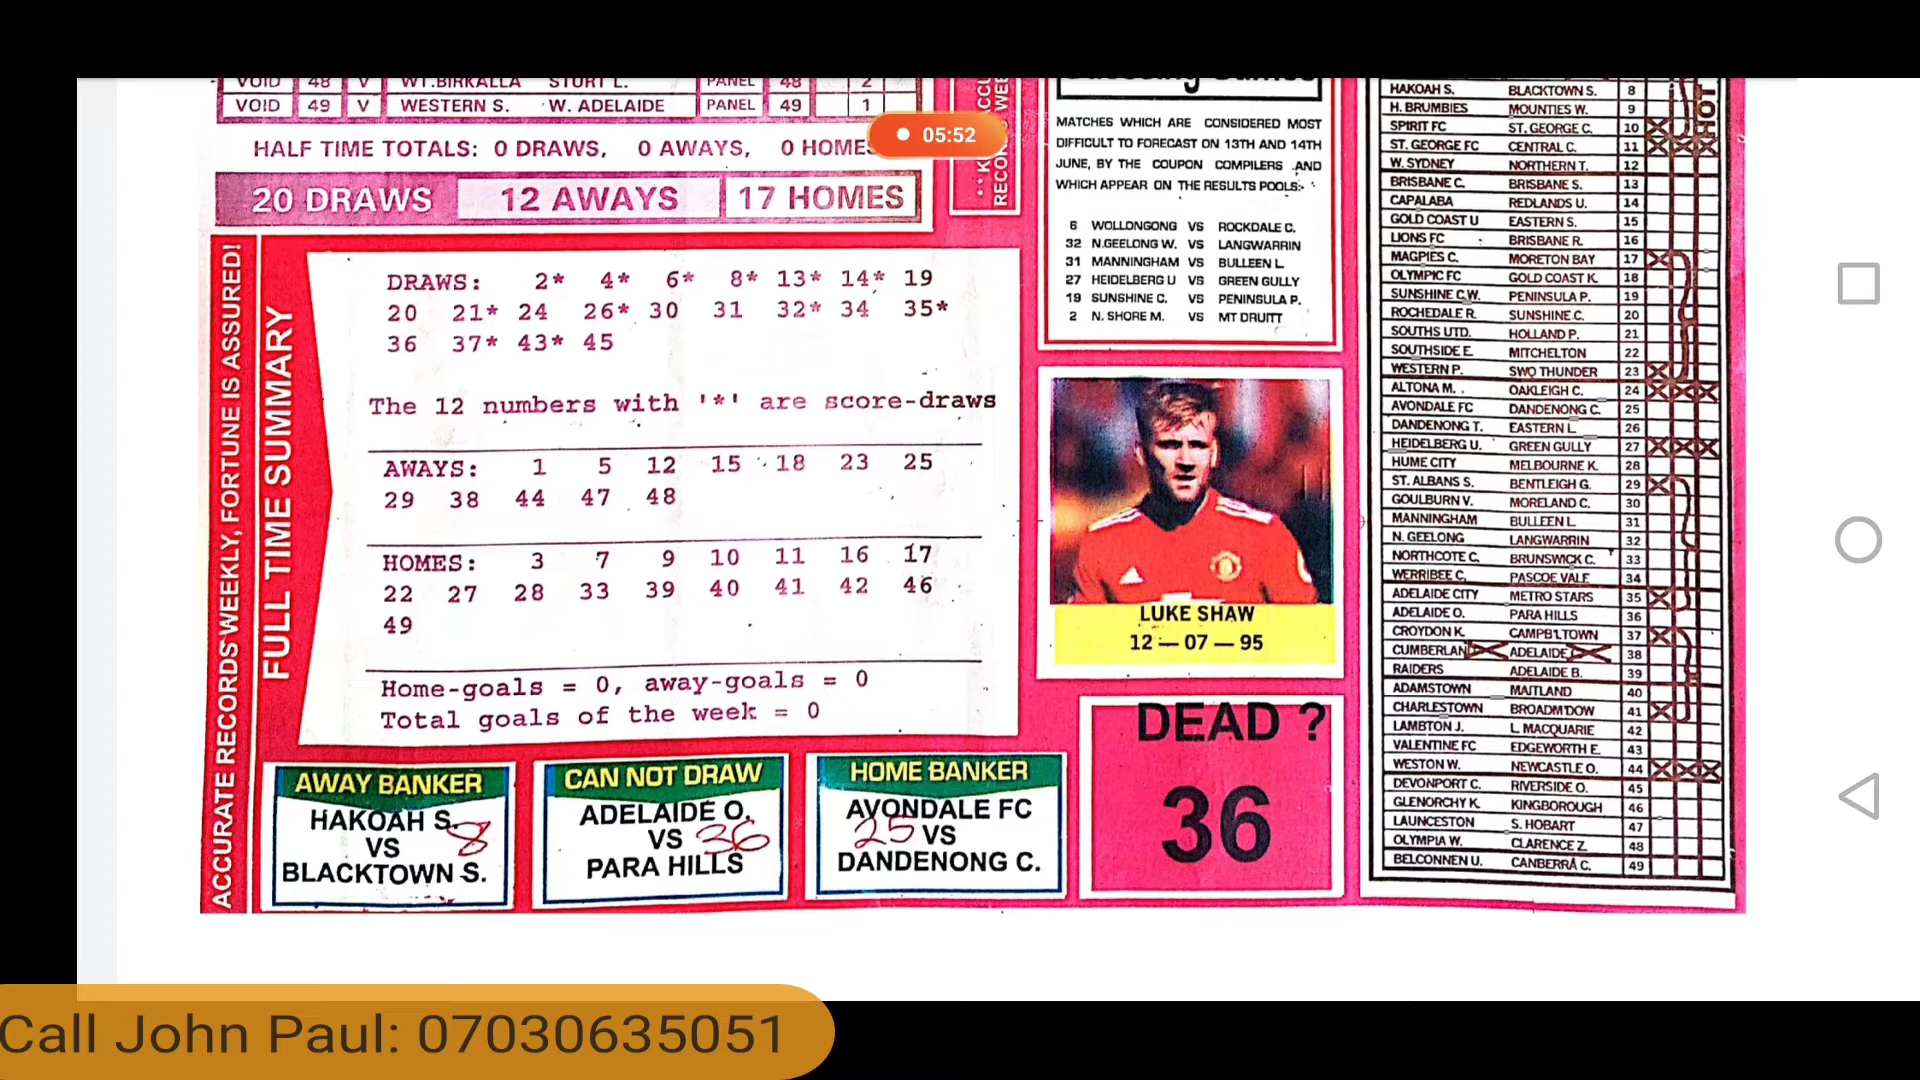 VOID 48 V WT.BIRKALLA STURT L. PANEL 48 2
VOID 49 V WESTERN S. W. ADELAIDE PANEL 49 1
HALF TIME TOTALS: 0 DRAWS, 0 AWAYS, 0 HOME
20 DRAWS 12 AWAYS 17 HOMES
05:52
ACCURATE RECORDS WEEKLY, FORTUNE IS ASSURED!
FULL TIME SUMMARY
DRAWS: 2* 4* 6* 8* 13* 14* 19
20 21* 24 26* 30 31 32* 34 35*
36 37* 43* 45
The 12 numbers with '*' are score-draws
AWAYS: 1 5 12 15 18 23 25
29 38 44 47 48
HOMES: 3 7 9 10 11 16 17
22 27 28 33 39 40 41 42 46
49
Home-goals = 0, away-goals = 0
Total goals of the week = 0
AWAY BANKER
HAKOAH S. 8
VS
BLACKTOWN S.
CAN NOT DRAW
ADELAIDE O.
VS 36
PARA HILLS
HOME BANKER
AVONDALE FC
25 VS
DANDENONG C.
MATCHES WHICH ARE CONSIDERED MOST
DIFFICULT TO FORECAST ON 13TH AND 14TH
JUNE, BY THE COUPON COMPILERS AND
WHICH APPEAR ON THE RESULTS POOLS:-
6 WOLLONGONG VS ROCKDALE C.
32 N.GEELONG W. VS LANGWARRIN
31 MANNINGHAM VS BULLEEN L.
27 HEIDELBERG U VS GREEN GULLY
19 SUNSHINE C. VS PENINSULA P.
2 N. SHORE M. VS MT DRUITT
LUKE SHAW
12 — 07 — 95
DEAD ?
36
HAKOAH S. BLACKTOWN S. 8
H. BRUMBIES MOUNTIES W. 9
SPIRIT FC ST. GEORGE C. 10
ST. GEORGE FC CENTRAL C. 11
W. SYDNEY NORTHERN T. 12
BRISBANE C. BRISBANE S. 13
CAPALABA REDLANDS U. 14
GOLD COAST U EASTERN S. 15
LIONS FC BRISBANE R. 16
MAGPIES C. MORETON BAY 17
OLYMPIC FC GOLD COAST K. 18
SUNSHINE C.W. PENINSULA P. 19
ROCHEDALE R. SUNSHINE C. 20
SOUTHS UTD. HOLLAND P. 21
SOUTHSIDE E. MITCHELTON 22
WESTERN P. SWQ THUNDER 23
ALTONA M. OAKLEIGH C. 24
AVONDALE FC DANDENONG C. 25
DANDENONG T. EASTERN L. 26
HEIDELBERG U. GREEN GULLY 27
HUME CITY MELBOURNE K. 28
ST. ALBANS S. BENTLEIGH G. 29
GOULBURN V. MORELAND C. 30
MANNINGHAM BULLEEN L. 31
N. GEELONG LANGWARRIN 32
NORTHCOTE C. BRUNSWICK C. 33
WERRIBEE C. PASCOE VALE 34
ADELAIDE CITY METRO STARS 35
ADELAIDE O. PARA HILLS 36
CROYDON K. CAMPBLTOWN 37
CUMBERLAND ADELAIDE 38
RAIDERS ADELAIDE B. 39
ADAMSTOWN MAITLAND 40
CHARLESTOWN BROADM'DOW 41
LAMBTON J. L. MACQUARIE 42
VALENTINE FC EDGEWORTH E. 43
WESTON W. NEWCASTLE O. 44
DEVONPORT C. RIVERSIDE O. 45
GLENORCHY K. KINGBOROUGH 46
LAUNCESTON S. HOBART 47
OLYMPIA W. CLARENCE Z. 48
BELCONNEN U. CANBERRA C. 49
HOT
Call John Paul: 07030635051